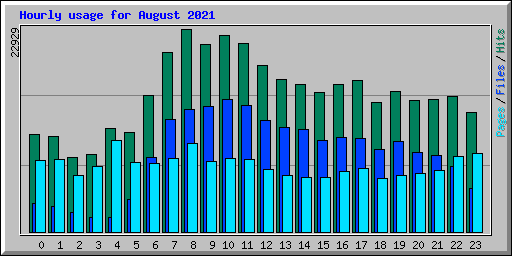 Hourly usage for August 2021
22929
Pages / Files / Hits
0 1 2 3 4 5 6 7 8 9 10 11 12 13 14 15 16 17 18 19 20 21 22 23